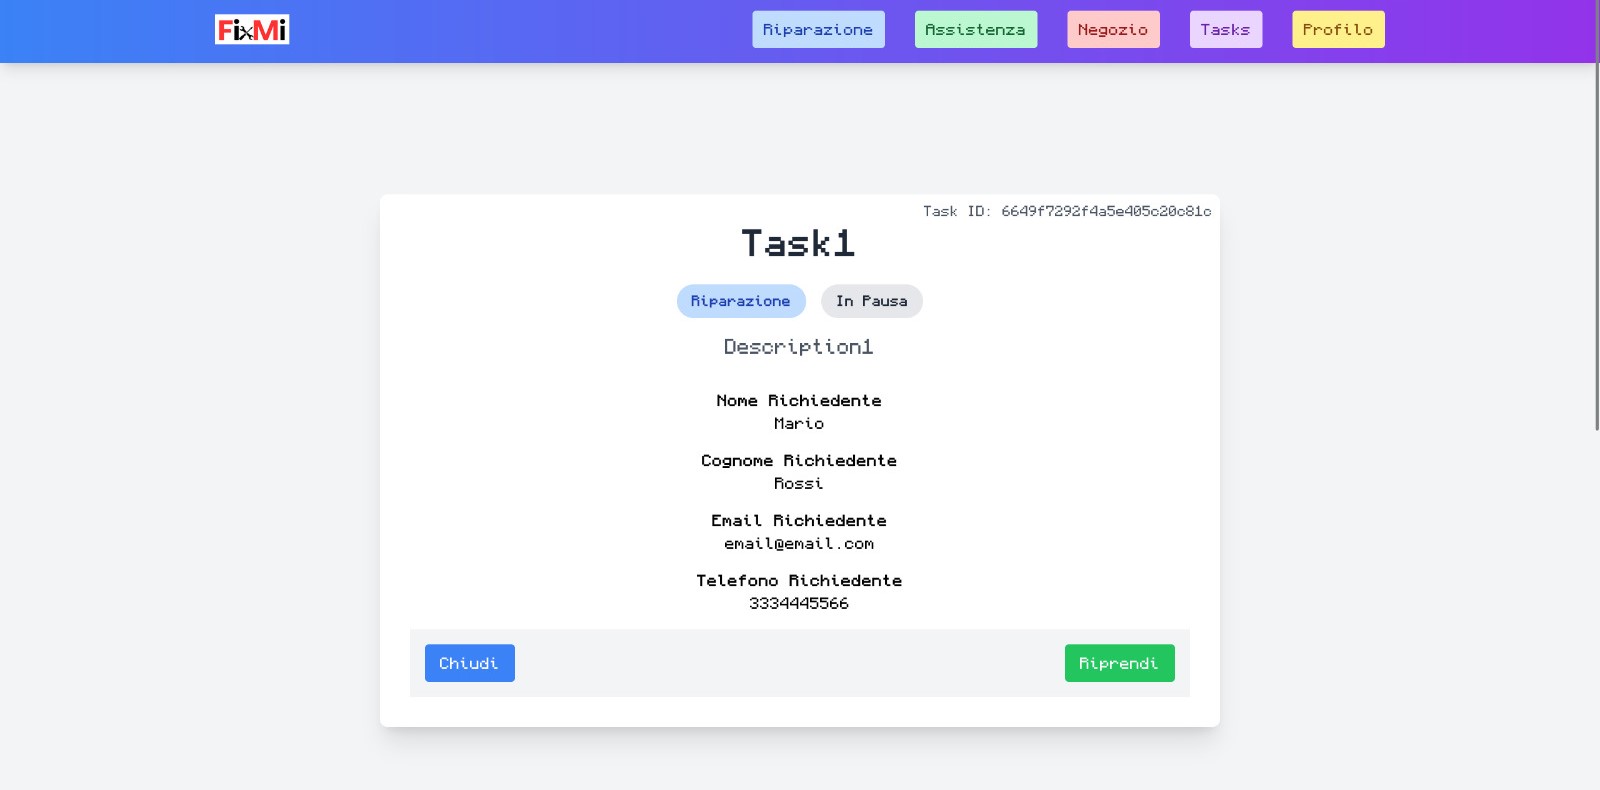 FixMi Riparazione Assistenza Negozio Tasks Profilo
Task ID: 6649f7292f4a5e405c20c81c
Task1
Riparazione In Pausa
Description1
Nome Richiedente
Mario
Cognome Richiedente
Rossi
Email Richiedente
email@email.com
Telefono Richiedente
3334445566
Chiudi Riprendi